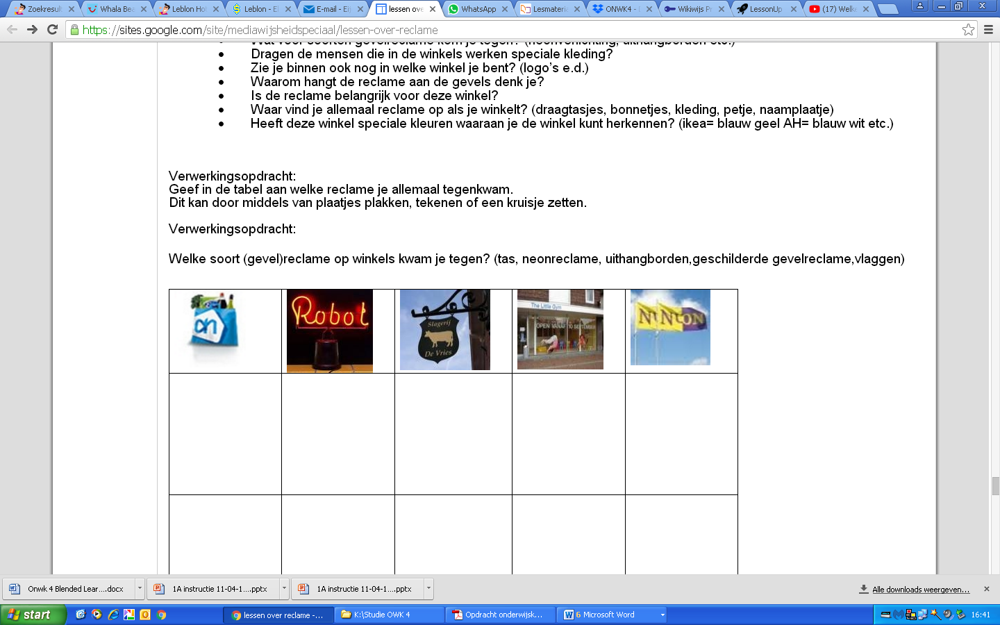 Zoekresult
Whala Bea
Leblon Hot
Leblon - El
E-mail - Eij
lessen ove
WhatsApp
Lesmateria
ONWK4 - 
Wikiwijs Pr
LessonUp
(17) Welke
https://sites.google.com/site/mediawijsheidspeciaal/lessen-over-reclame
Wat voor soorten gevelreclame kom je tegen? (neonverlichting, uithangborden etc.)
• Dragen de mensen die in de winkels werken speciale kleding?
• Zie je binnen ook nog in welke winkel je bent? (logo's e.d.)
• Waarom hangt de reclame aan de gevels denk je?
• Is de reclame belangrijk voor deze winkel?
• Waar vind je allemaal reclame op als je winkelt? (draagtasjes, bonnetjes, kleding, petje, naamplaatje)
• Heeft deze winkel speciale kleuren waaraan je de winkel kunt herkennen? (ikea= blauw geel AH= blauw wit etc.)
Verwerkingsopdracht:
Geef in de tabel aan welke reclame je allemaal tegenkwam.
Dit kan door middels van plaatjes plakken, tekenen of een kruisje zetten.
Verwerkingsopdracht:
Welke soort (gevel)reclame op winkels kwam je tegen? (tas, neonreclame, uithangborden,geschilderde gevelreclame,vlaggen)
Robot
Slagerij
De Vries
The Little Gym
OPEN VANAF 10 SEPTEMBER
Onwk 4 Blended Lear....docx
1A instructie 11-04-1....pptx
1A instructie 11-04-1....pptx
Alle downloads weergeven...
start
lessen over reclame -...
K:\Studie OWK 4
Opdracht onderwijsk...
6 Microsoft Word
16:41